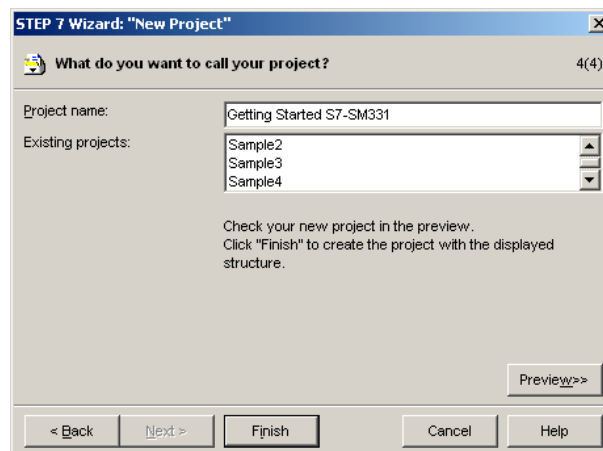 STEP 7 Wizard: "New Project"
What do you want to call your project?
4(4)
Project name:
Getting Started S7-SM331
Existing projects:
Sample2
Sample3
Sample4
Check your new project in the preview.
Click "Finish" to create the project with the displayed
structure.
Preview>>
< Back
Next >
Finish
Cancel
Help